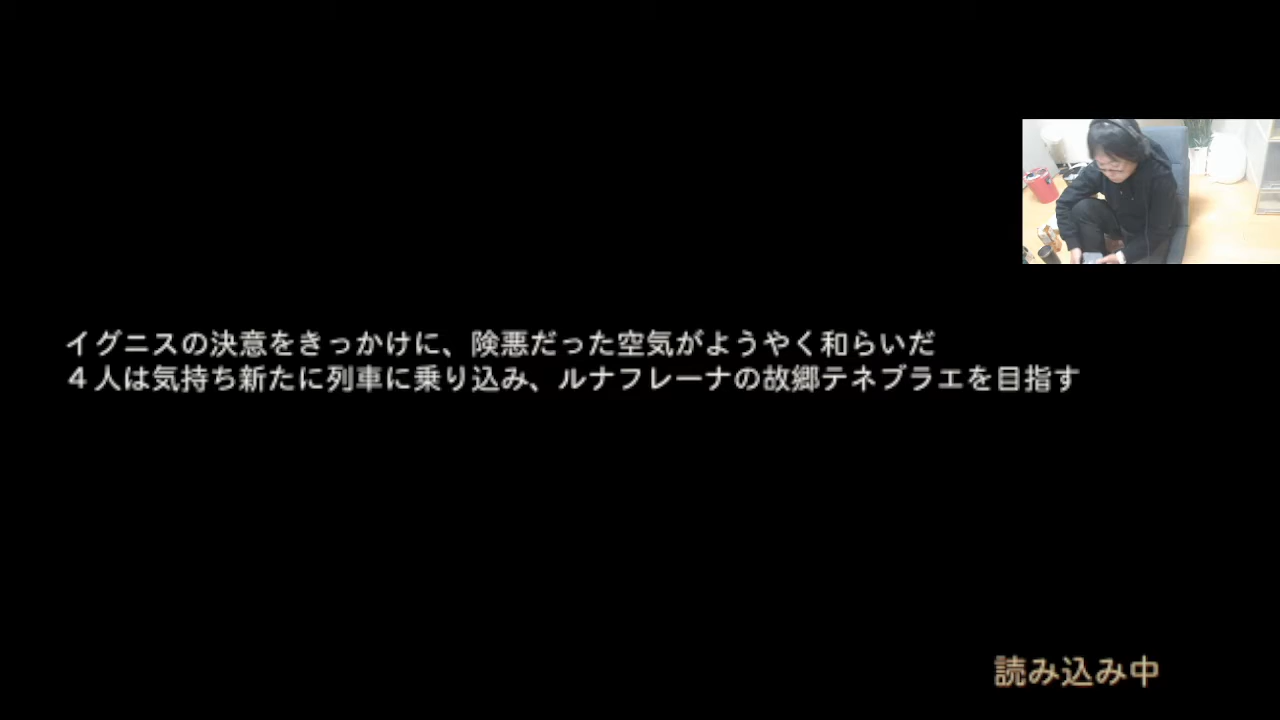 イグニスの決意をきっかけに、険悪だった空気がようやく和らいだ
４人は気持ち新たに列車に乗り込み、ルナフレーナの故郷テネブラエを目指す
読み込み中